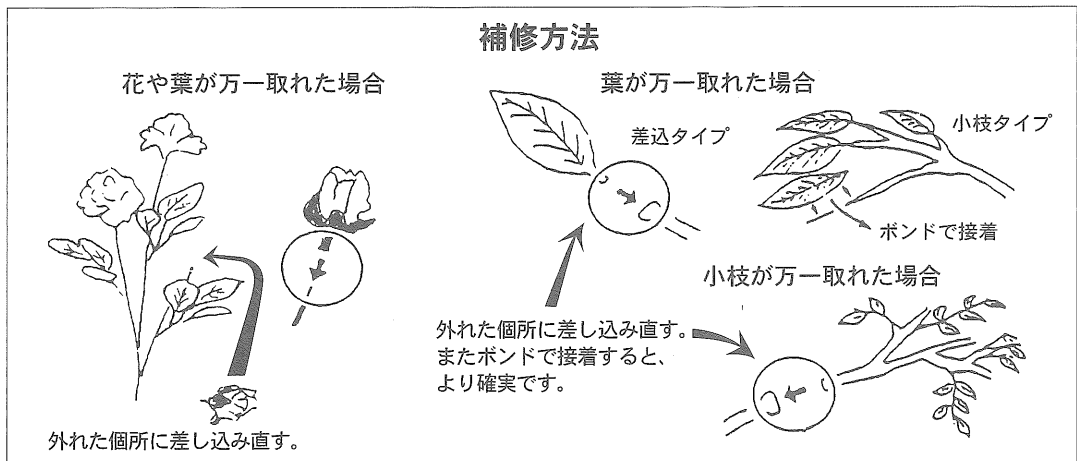 補修方法
花や葉が万一取れた場合
外れた個所に差し込み直す。
葉が万一取れた場合
差込タイプ
小枝タイプ
ボンドで接着
小枝が万一取れた場合
外れた個所に差し込み直す。
またボンドで接着すると、
より確実です。